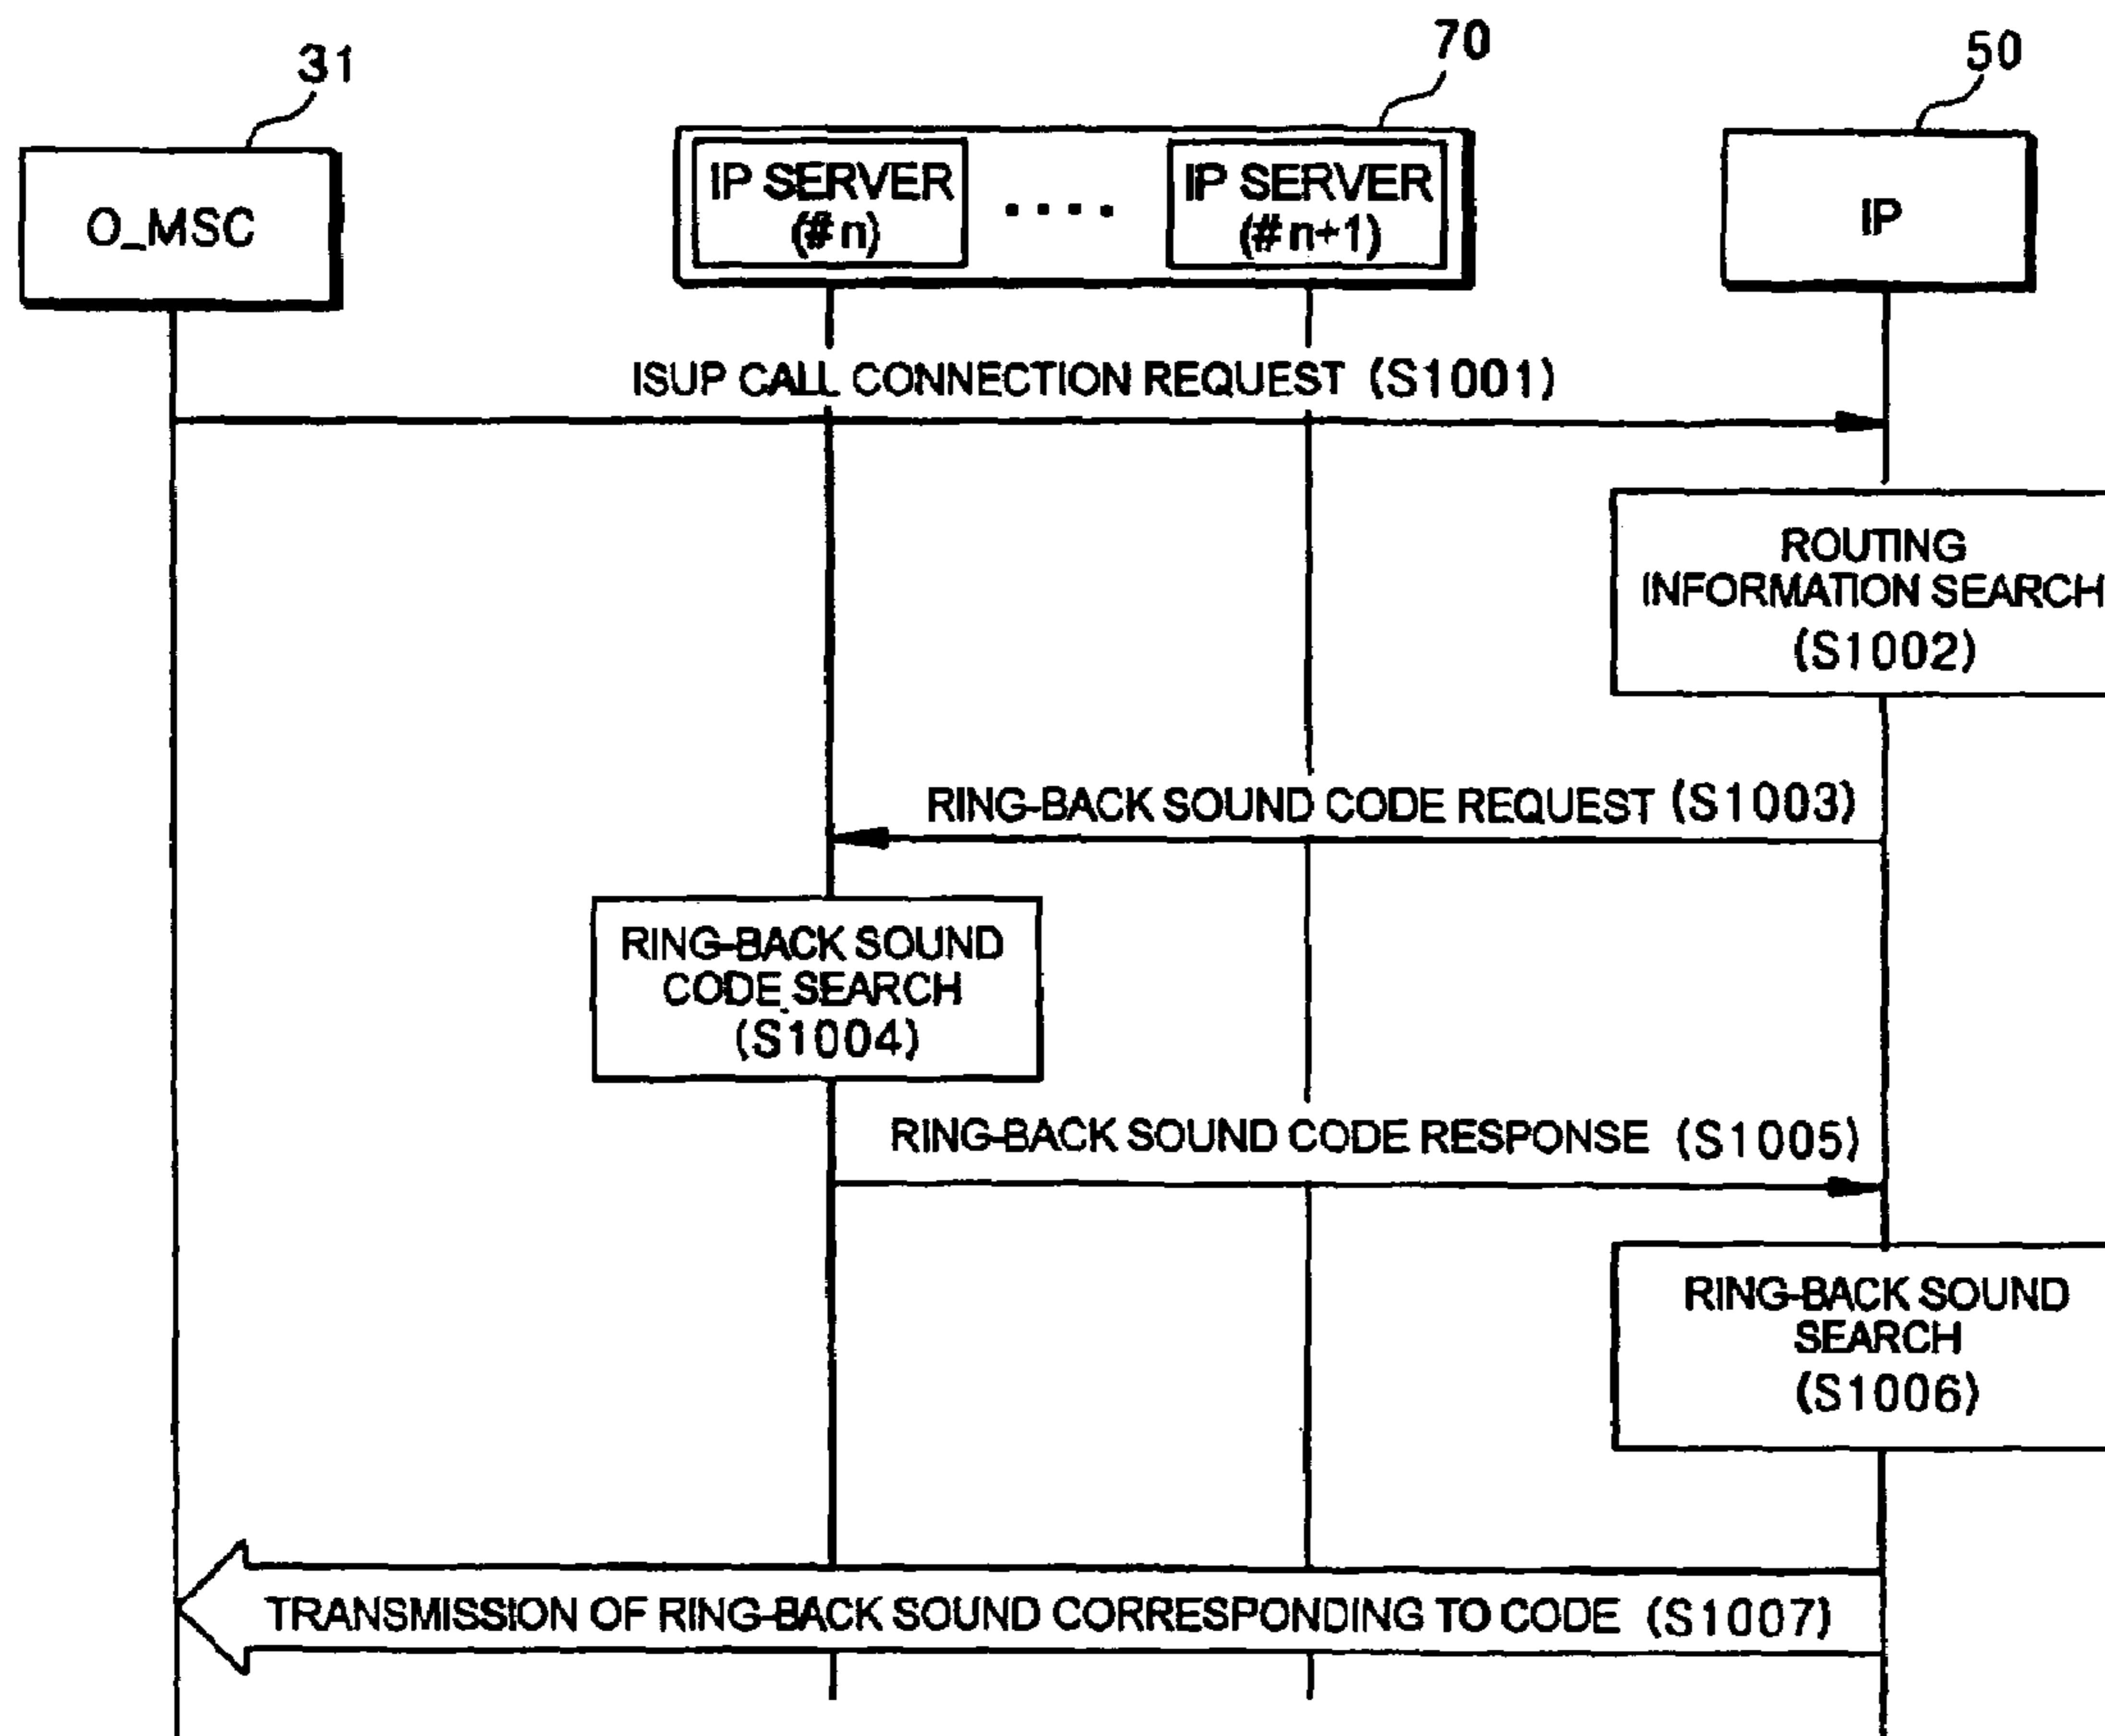 31
70
50
O_MSC
IP SERVER
(#n)
....
IP SERVER
(#n+1)
IP
ISUP CALL CONNECTION REQUEST (S1001)
ROUTING
INFORMATION SEARCH
(S1002)
RING-BACK SOUND CODE REQUEST (S1003)
RING-BACK SOUND
CODE SEARCH
(S1004)
RING-BACK SOUND CODE RESPONSE (S1005)
RING-BACK SOUND
SEARCH
(S1006)
TRANSMISSION OF RING-BACK SOUND CORRESPONDING TO CODE (S1007)